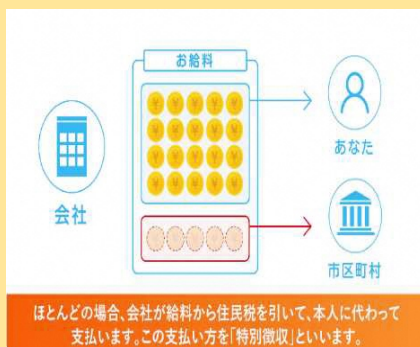 お給料
会社
あなた
市区町村
ほとんどの場合、会社が給料から住民税を引いて、本人に代わって
支払います。この支払い方を「特別徴収」といいます。